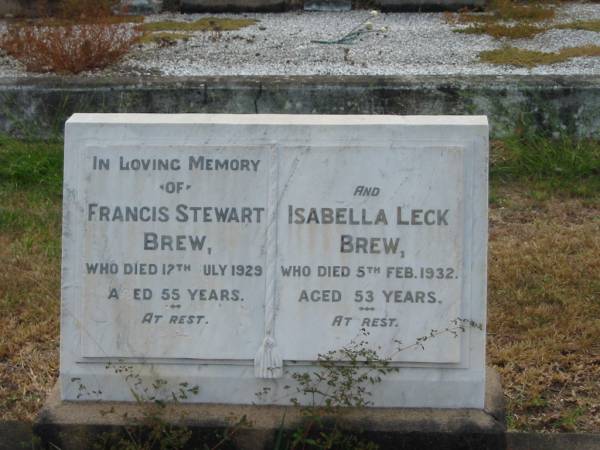 In Loving Memory
OF
Francis Stewart
Brew,
WHO DIED 17TH ULY 1929
A ED 55 YEARS.
AT REST.
AND
Isabella Leck
Brew,
WHO DIED 5TH FEB. 1932.
AGED 53 YEARS.
AT REST.